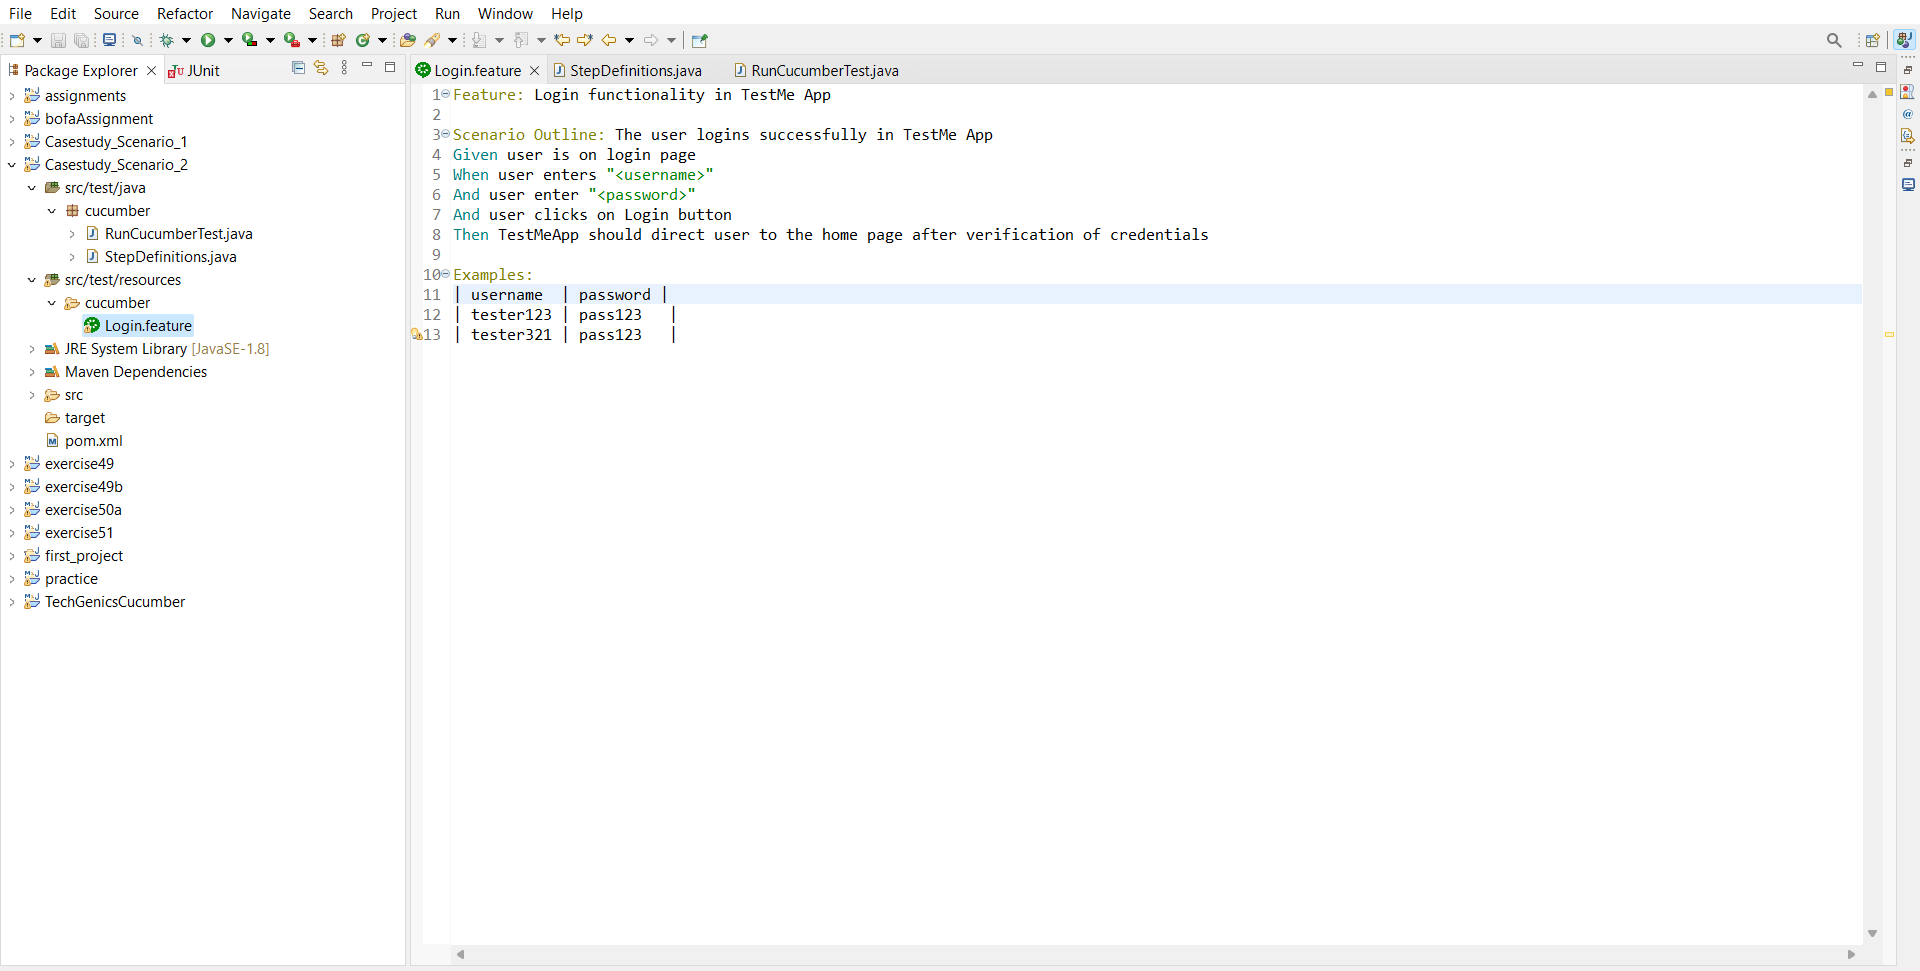 File Edit Source Refactor Navigate Search Project Run Window Help
Package Explorer JUnit
assignments
bofaAssignment
Casestudy_Scenario_1
Casestudy_Scenario_2
src/test/java
cucumber
RunCucumberTest.java
StepDefinitions.java
src/test/resources
cucumber
Login.feature
JRE System Library [JavaSE-1.8]
Maven Dependencies
src
target
pom.xml
exercise49
exercise49b
exercise50a
exercise51
first_project
practice
TechGenicsCucumber
Login.feature StepDefinitions.java RunCucumberTest.java
1 Feature: Login functionality in TestMe App
2
3 Scenario Outline: The user logins successfully in TestMe App
4 Given user is on login page
5 When user enters "<username>"
6 And user enter "<password>"
7 And user clicks on Login button
8 Then TestMeApp should direct user to the home page after verification of credentials
9
10 Examples:
11 | username  | password |
12 | tester123 | pass123   |
13 | tester321 | pass123   |